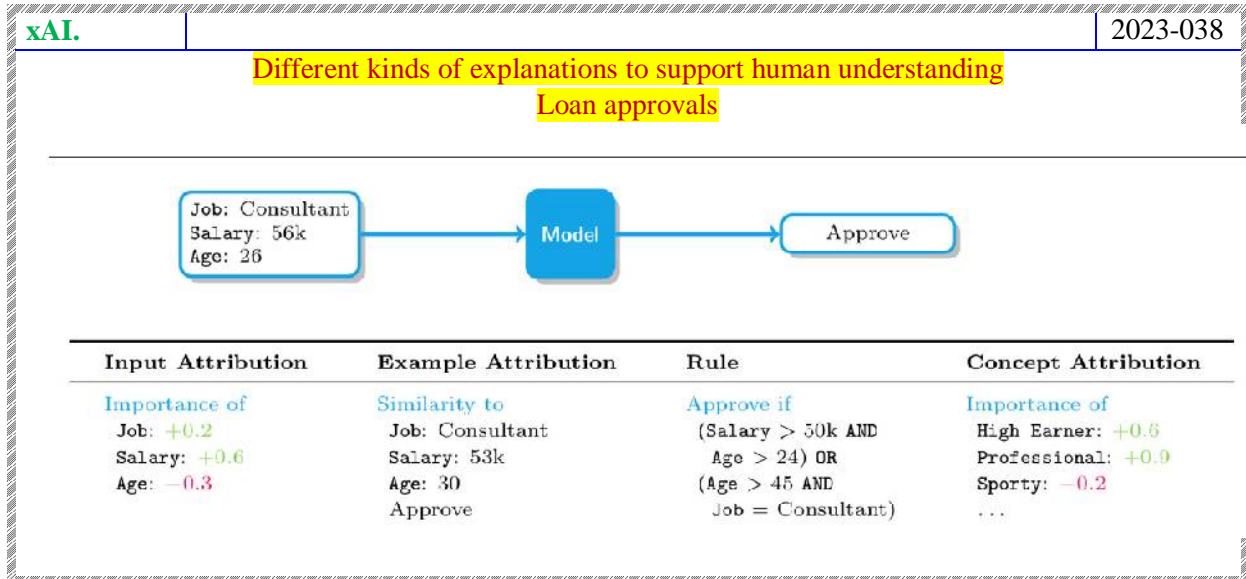 xAI.
2023-038
Different kinds of explanations to support human understanding
Loan approvals
Job: Consultant
Salary: 56k
Age: 26
Model
Approve
Input Attribution
Importance of
Job: +0.2
Salary: +0.6
Age: −0.3
Example Attribution
Similarity to
Job: Consultant
Salary: 53k
Age: 30
Approve
Rule
Approve if
(Salary > 50k AND
Age > 24) OR
(Age > 45 AND
Job = Consultant)
Concept Attribution
Importance of
High Earner: +0.6
Professional: +0.9
Sporty: −0.2
...